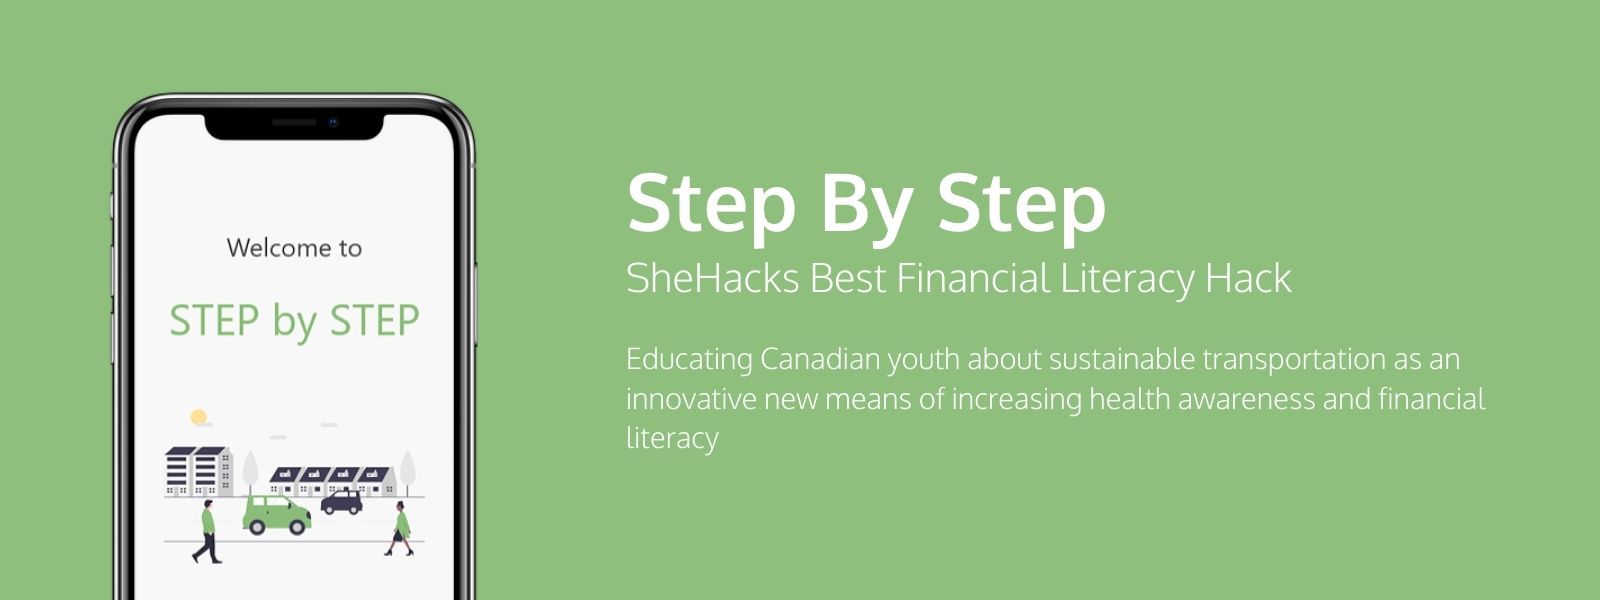 Welcome to
STEP by STEP
Step By Step
SheHacks Best Financial Literacy Hack
Educating Canadian youth about sustainable transportation as an
innovative new means of increasing health awareness and financial
literacy